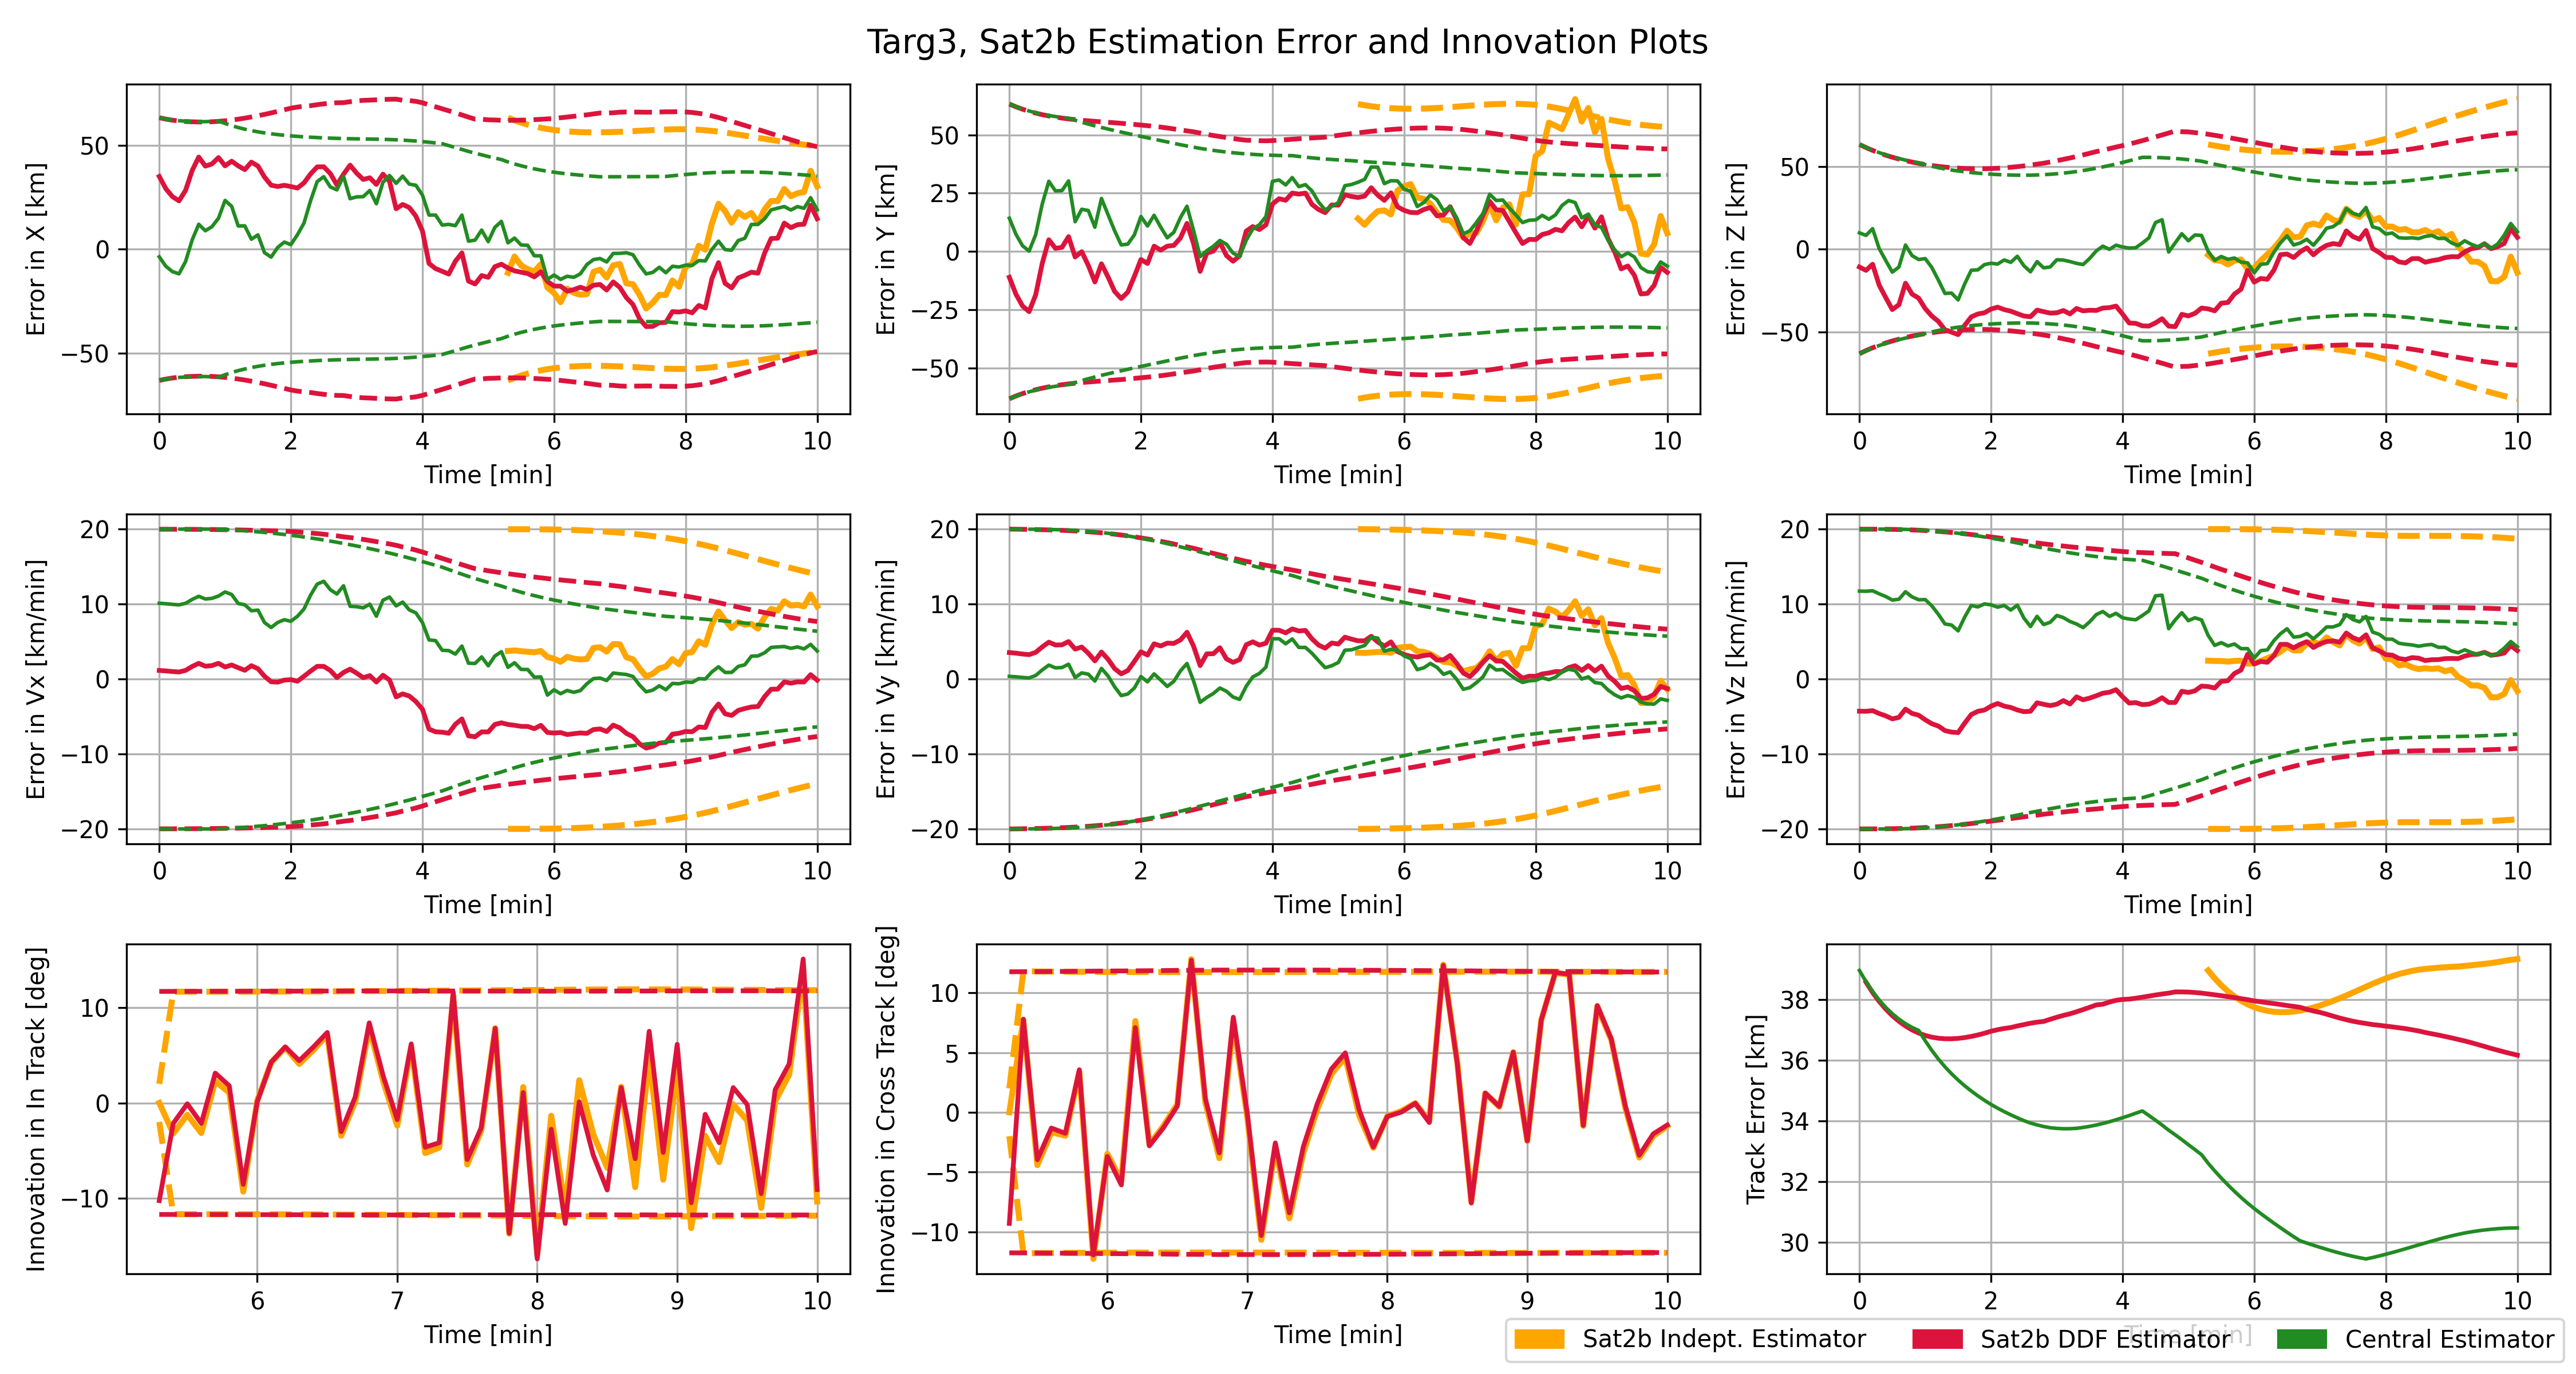 Targ3, Sat2b Estimation Error and Innovation Plots
Error in X [km]
50
0
−50
0 2 4 6 8 10
Time [min]
Error in Y [km]
50
25
0
−25
−50
0 2 4 6 8 10
Time [min]
Error in Z [km]
50
0
−50
0 2 4 6 8 10
Time [min]
Error in Vx [km/min]
20
10
0
−10
−20
0 2 4 6 8 10
Time [min]
Error in Vy [km/min]
20
10
0
−10
−20
0 2 4 6 8 10
Time [min]
Error in Vz [km/min]
20
10
0
−10
−20
0 2 4 6 8 10
Time [min]
Innovation in In Track [deg]
10
0
−10
6 7 8 9 10
Time [min]
Innovation in Cross Track [deg]
10
5
0
−5
−10
6 7 8 9 10
Time [min]
Track Error [km]
38
36
34
32
30
0 2 4 6 8 10
Time [min]
Sat2b Indept. Estimator
Sat2b DDF Estimator
Central Estimator